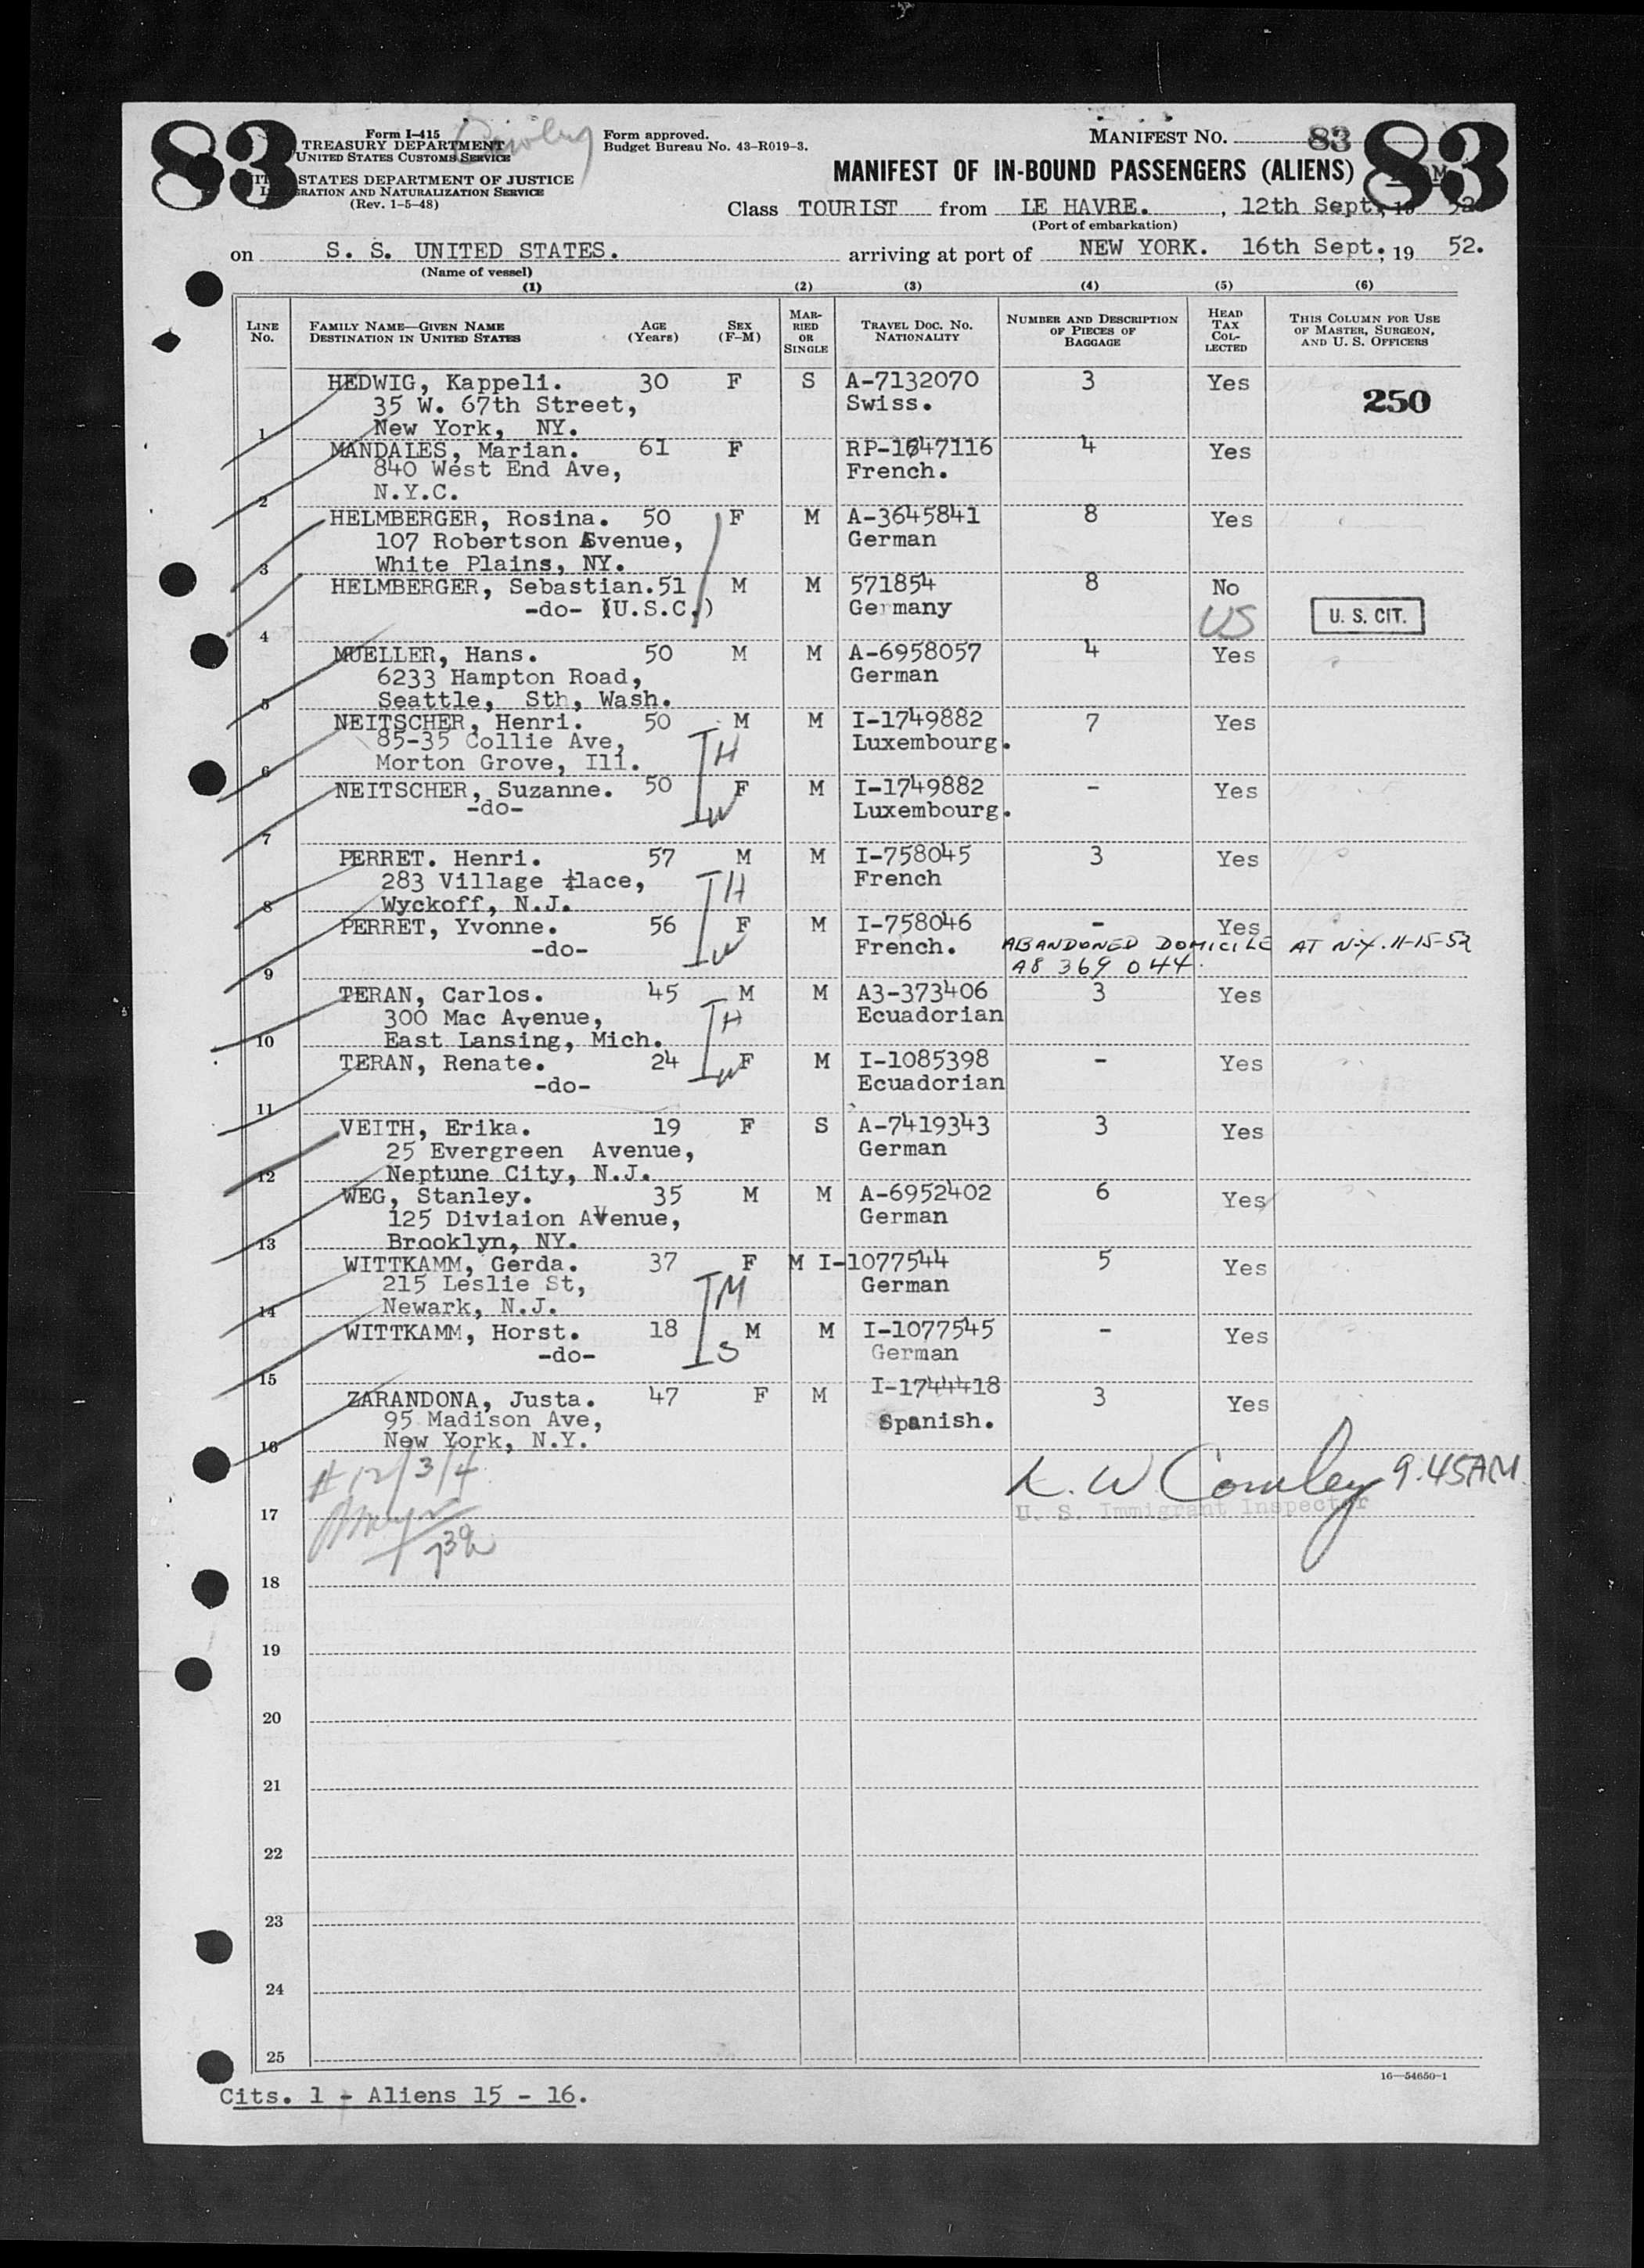 83
Form I-415
TREASURY DEPARTMENT
UNITED STATES CUSTOMS SERVICE
STATES DEPARTMENT OF JUSTICE
RATION AND NATURALIZATION SERVICE
(Rev. 1-5-48)
Form approved.
Budget Bureau No. 43-R019-3.
MANIFEST NO. 83
83
MANIFEST OF IN-BOUND PASSENGERS (ALIENS)
Class TOURIST from LE HAVRE. , 12th Sept, 19 52
(Port of embarkation)
on S. S. UNITED STATES. arriving at port of NEW YORK. 16th Sept. , 19 52.
(Name of vessel)
(1) (2) (3) (4) (5) (6)
LINE No. FAMILY NAME—GIVEN NAME DESTINATION IN UNITED STATES AGE (Years) SEX (F-M) MARRIED OR SINGLE TRAVEL DOC. No. NATIONALITY NUMBER AND DESCRIPTION OF PIECES OF BAGGAGE HEAD TAX COLLECTED THIS COLUMN FOR USE OF MASTER, SURGEON, AND U. S. OFFICERS
HEDWIG, Kappeli. 30 F S A-7132070 3 Yes
35 W. 67th Street, Swiss. 250
1 New York, NY.
MANDALES, Marian. 61 F RP-1647116 4 Yes
840 West End Ave, French.
2 N.Y.C.
HELMBERGER, Rosina. 50 F M A-3645841 8 Yes
107 Robertson Avenue, German
3 White Plains, NY.
HELMBERGER, Sebastian. 51 M M 571854 8 No
-do- (U.S.C.) Germany US U. S. CIT.
4
MUELLER, Hans. 50 M M A-6958057 4 Yes
6233 Hampton Road, German
5 Seattle, Sth, Wash.
NEITSCHER, Henri. 50 M M I-1749882 7 Yes
85-35 Collie Ave, H Luxembourg.
6 Morton Grove, Ill.
NEITSCHER, Suzanne. 50 F M I-1749882 - Yes
-do- W Luxembourg.
7
PERRET. Henri. 57 M M I-758045 3 Yes
283 Village place, H French
8 Wyckoff, N.J.
PERRET, Yvonne. 56 F M I-758046 - Yes
-do- W French. ABANDONED DOMICILE AT N.Y. 11-15-52
9 A8 369 044.
TERAN, Carlos. 45 M M A3-373406 3 Yes
300 Mac Avenue, H Ecuadorian
10 East Lansing, Mich.
TERAN, Renate. 24 F M I-1085398 - Yes
-do- W Ecuadorian
11
VEITH, Erika. 19 F S A-7419343 3 Yes
25 Evergreen Avenue, German
12 Neptune City, N.J.
WEG, Stanley. 35 M M A-6952402 6 Yes
125 Diviaion AVenue, German
13 Brooklyn, NY.
WITTKAMM, Gerda. 37 F M I-1077544 5 Yes
215 Leslie St, M German
14 Newark, N.J.
WITTKAMM, Horst. 18 M M I-1077545 - Yes
-do- S German
15
ZARANDONA, Justa. 47 F M I-1744418 3 Yes
95 Madison Ave, Spanish.
16 New York, N.Y.
# 12/3/4
K. W Conley 9.45AM
17 U. S. Immigrant Inspector
18
19
20
21
22
23
24
25
16—54650-1
Cits. 1 - Aliens 15 - 16.